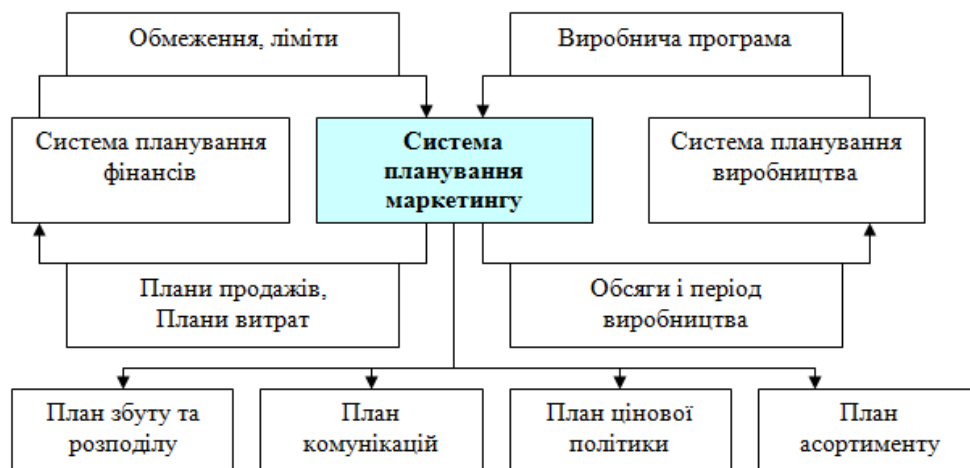 Обмеження, ліміти
Виробнича програма
Система планування
фінансів
Система
планування
маркетингу
Система планування
виробництва
Плани продажів,
Плани витрат
Обсяги і період
виробництва
План збуту та
розподілу
План
комунікацій
План цінової
політики
План
асортименту